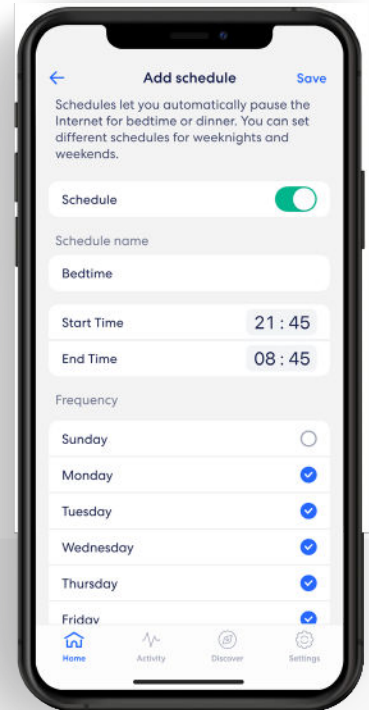 Add schedule
Save
Schedules let you automatically pause the
Internet for bedtime or dinner. You can set
different schedules for weeknights and
weekends.
Schedule
Schedule name
Bedtime
Start Time 21 : 45
End Time 08 : 45
Frequency
Sunday
Monday
Tuesday
Wednesday
Thursday
Friday
Home Activity Discover Settings